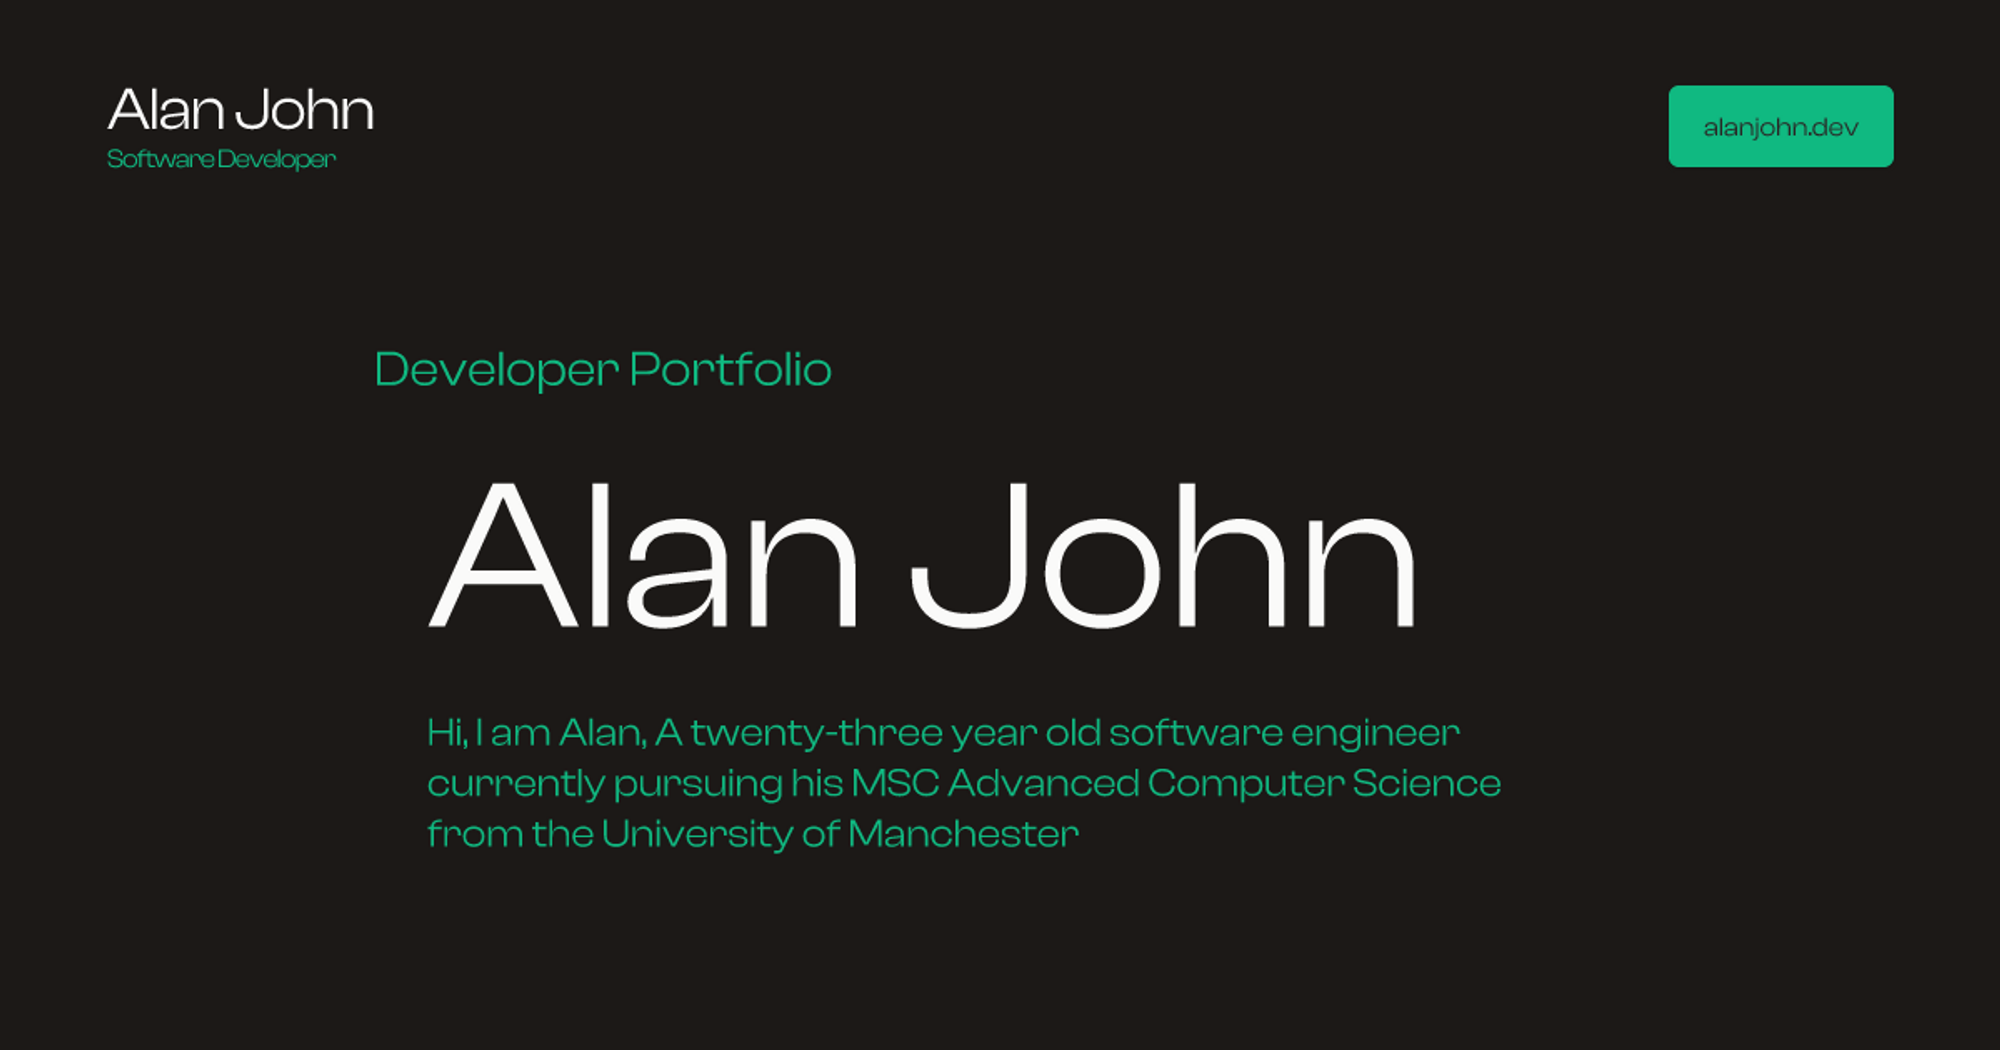 Alan John
Software Developer
alanjohn.dev
Developer Portfolio
Alan John
Hi, I am Alan, A twenty-three year old software engineer
currently pursuing his MSC Advanced Computer Science
from the University of Manchester